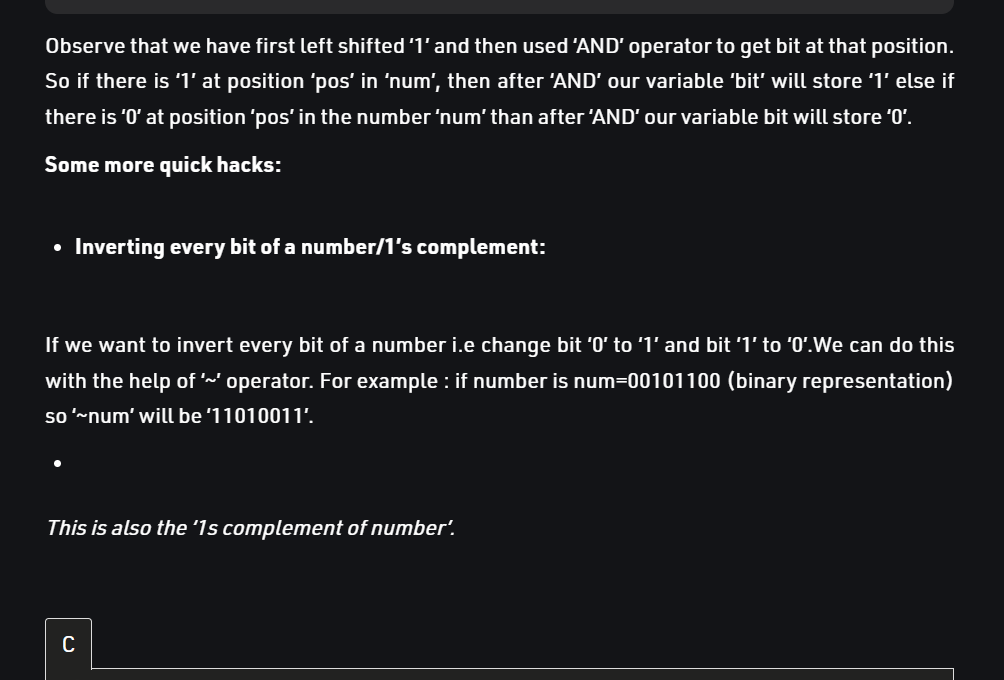 Observe that we have first left shifted ‘1’ and then used ‘AND’ operator to get bit at that position.
So if there is ‘1’ at position ‘pos’ in ‘num’, then after ‘AND’ our variable ‘bit’ will store ‘1’ else if
there is ‘0’ at position ‘pos’ in the number ‘num’ than after ‘AND’ our variable bit will store ‘0’.
Some more quick hacks:
• Inverting every bit of a number/1’s complement:
If we want to invert every bit of a number i.e change bit ‘0’ to ‘1’ and bit ‘1’ to ‘0’.We can do this
with the help of ‘~’ operator. For example : if number is num=00101100 (binary representation)
so ‘~num’ will be ‘11010011’.
•
This is also the ‘1s complement of number’.
C